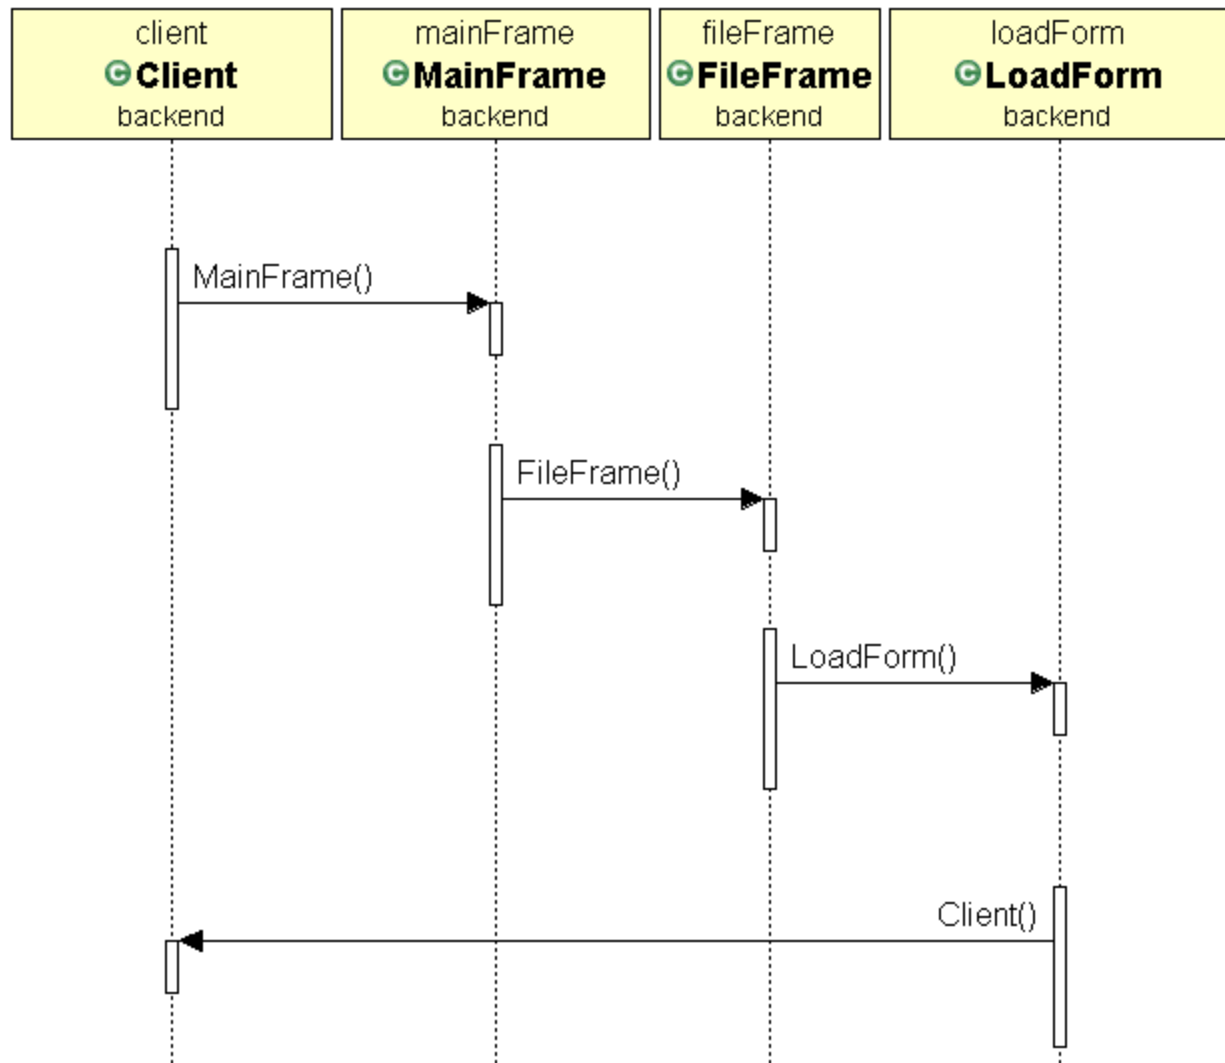 client
Client
backend
mainFrame
MainFrame
backend
fileFrame
FileFrame
backend
loadForm
LoadForm
backend
MainFrame()
FileFrame()
LoadForm()
Client()